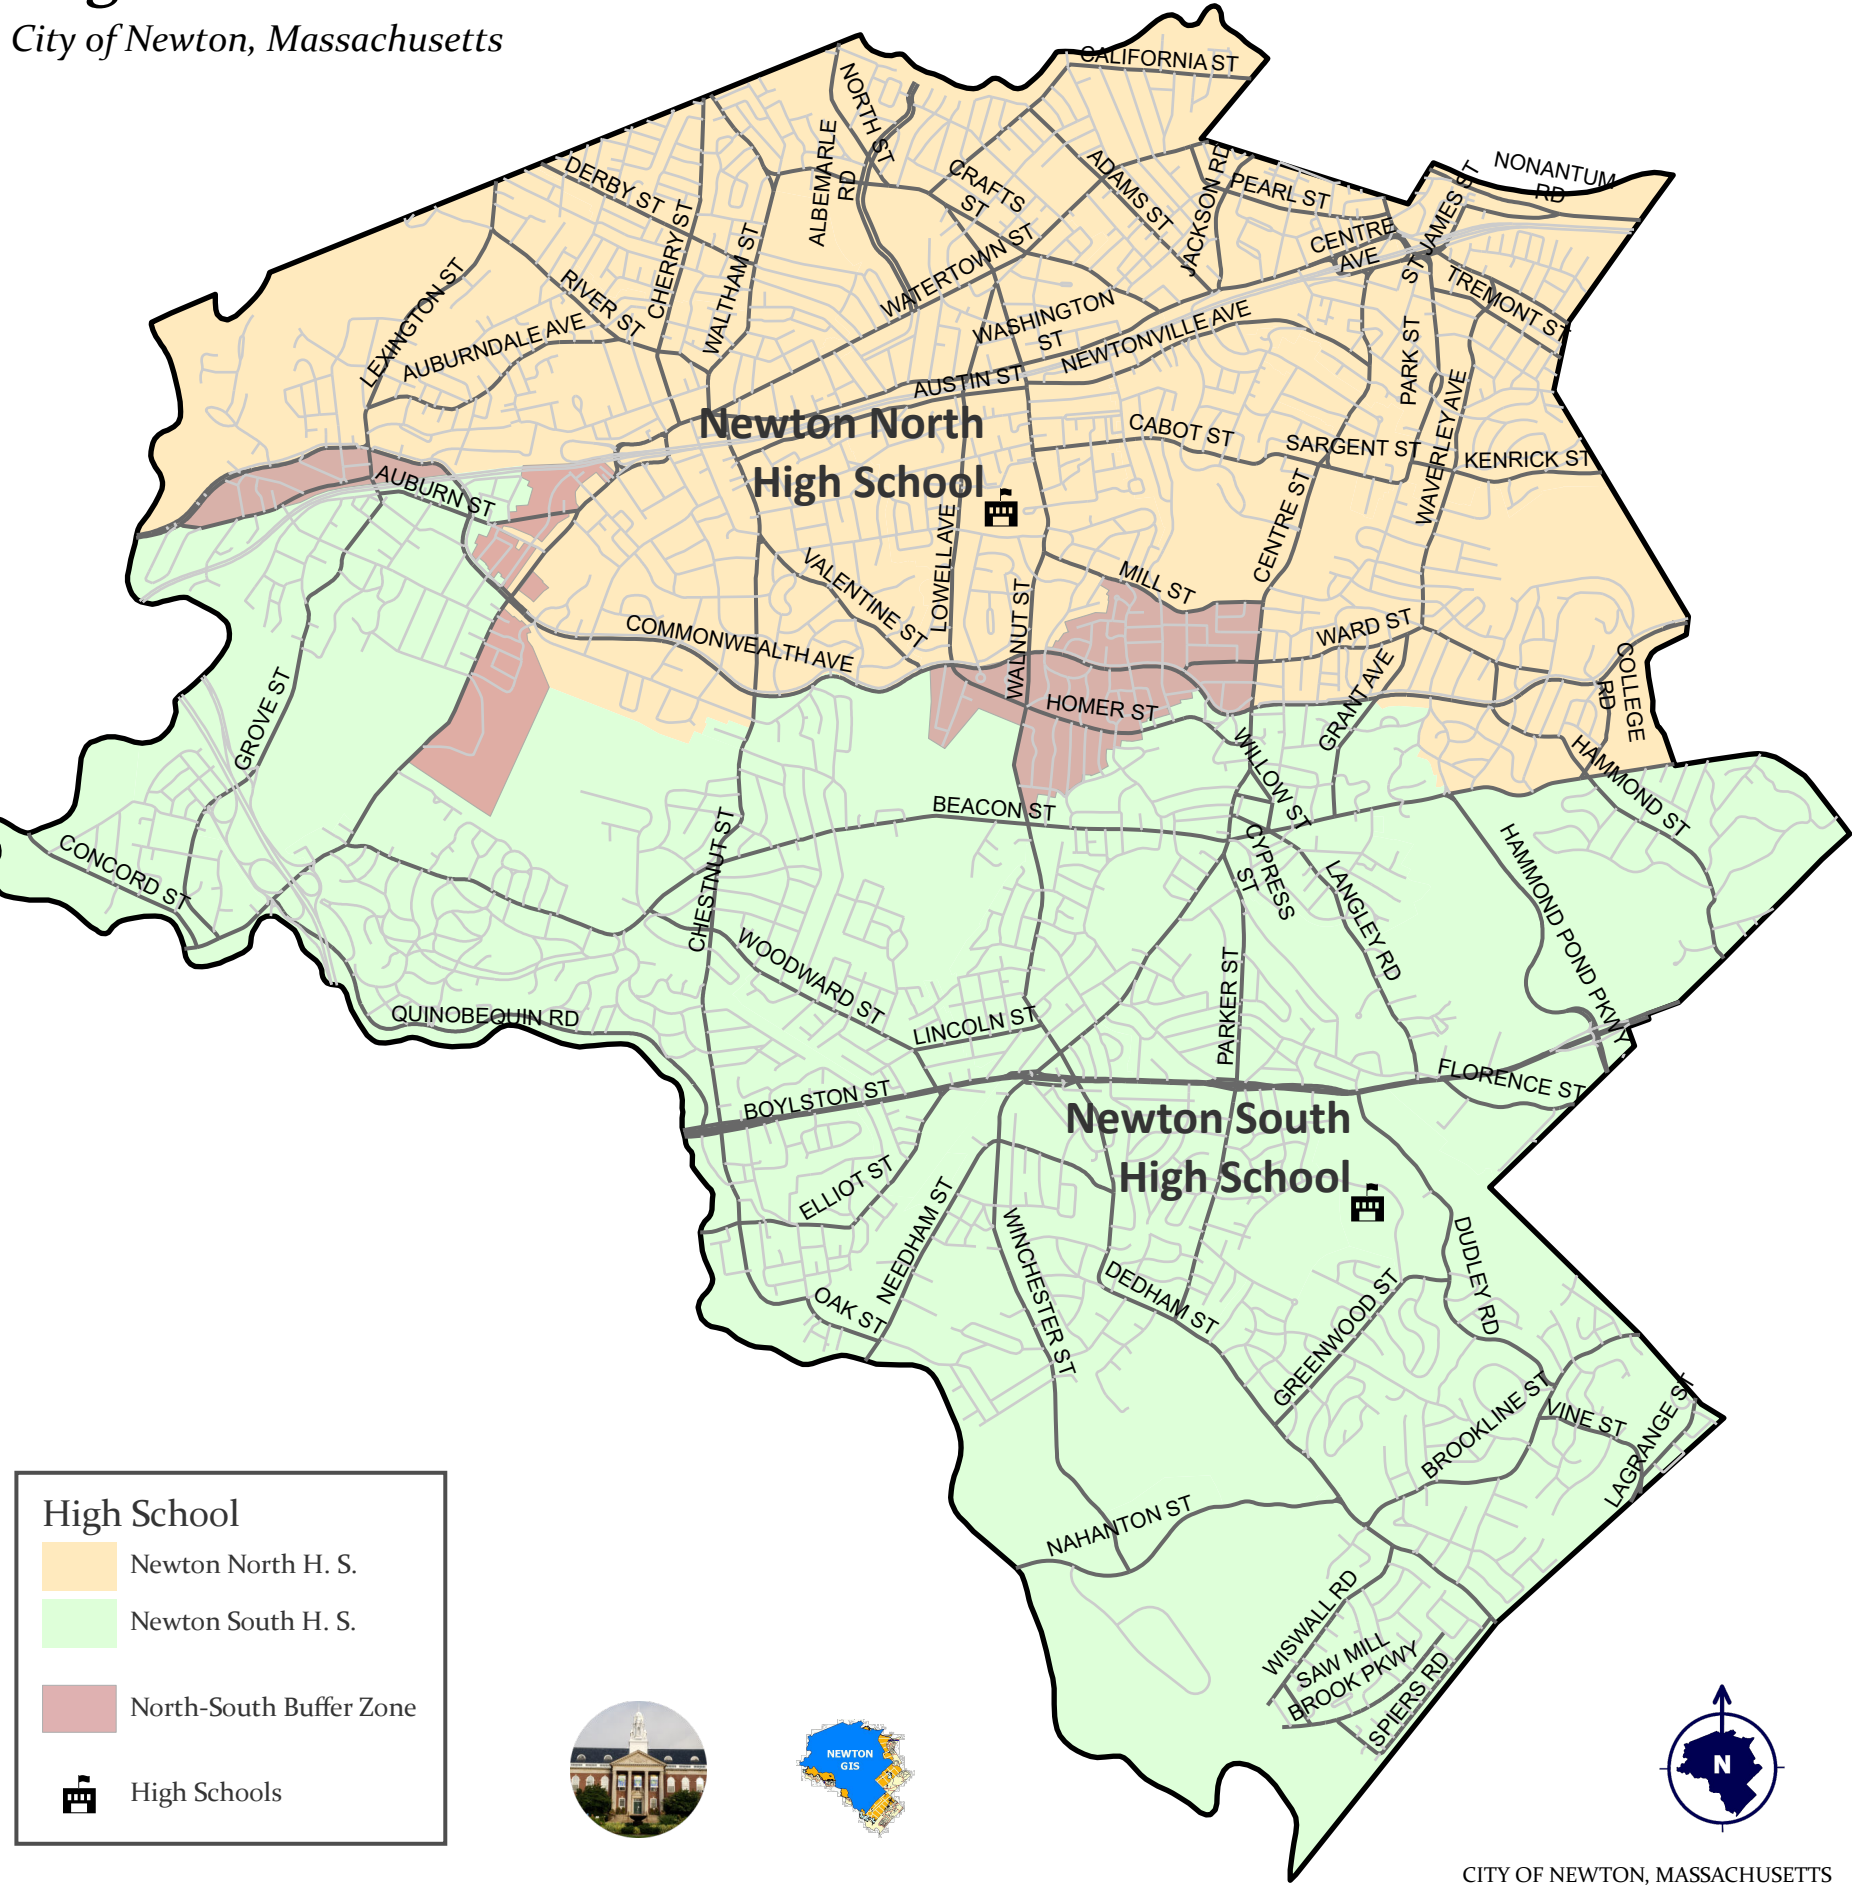 City of Newton, Massachusetts
CALIFORNIA ST
NORTH ST
NONANTUM
RD
DERBY ST
ALBEMARLE
RD
CRAFTS
ST
ADAMS ST
JACKSON RD
PEARL ST
ST JAMES ST
CHERRY ST
WALTHAM ST
WATERTOWN ST
CENTRE
AVE
TREMONT ST
LEXINGTON ST
RIVER ST
AUBURNDALE AVE
WASHINGTON
ST
NEWTONVILLE AVE
PARK ST
AUSTIN ST
WAVERLEY AVE
Newton North
High School
CABOT ST
SARGENT ST
KENRICK ST
AUBURN ST
CENTRE ST
LOWELL AVE
VALENTINE ST
MILL ST
WALNUT ST
COMMONWEALTH AVE
WARD ST
COLLEGE
RD
GRANT AVE
HOMER ST
GROVE ST
WILLOW ST
HAMMOND ST
BEACON ST
CONCORD ST
CHESTNUT ST
CYPRESS
ST
LANGLEY RD
HAMMOND POND PKWY
WOODWARD ST
PARKER ST
QUINOBEQUIN RD
LINCOLN ST
FLORENCE ST
BOYLSTON ST
Newton South
High School
ELLIOT ST
NEEDHAM ST
WINCHESTER ST
DEDHAM ST
DUDLEY RD
OAK ST
GREENWOOD ST
BROOKLINE ST
VINE ST
LAGRANGE ST
NAHANTON ST
WISWALL RD
SAW MILL
BROOK PKWY
SPIERS RD
High School
Newton North H. S.
Newton South H. S.
North-South Buffer Zone
High Schools
NEWTON
GIS
N
CITY OF NEWTON, MASSACHUSETTS